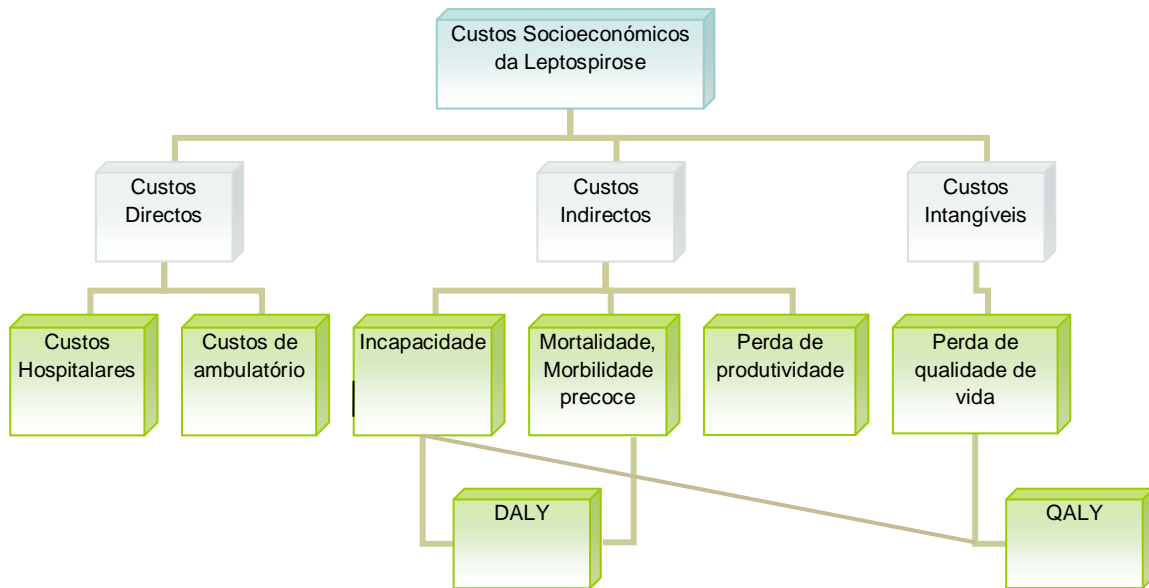 Custos Socioeconómicos
da Leptospirose
Custos
Directos
Custos
Indirectos
Custos
Intangíveis
Custos
Hospitalares
Custos de
ambulatório
Incapacidade
Mortalidade,
Morbilidade
precoce
Perda de
produtividade
Perda de
qualidade de
vida
DALY
QALY